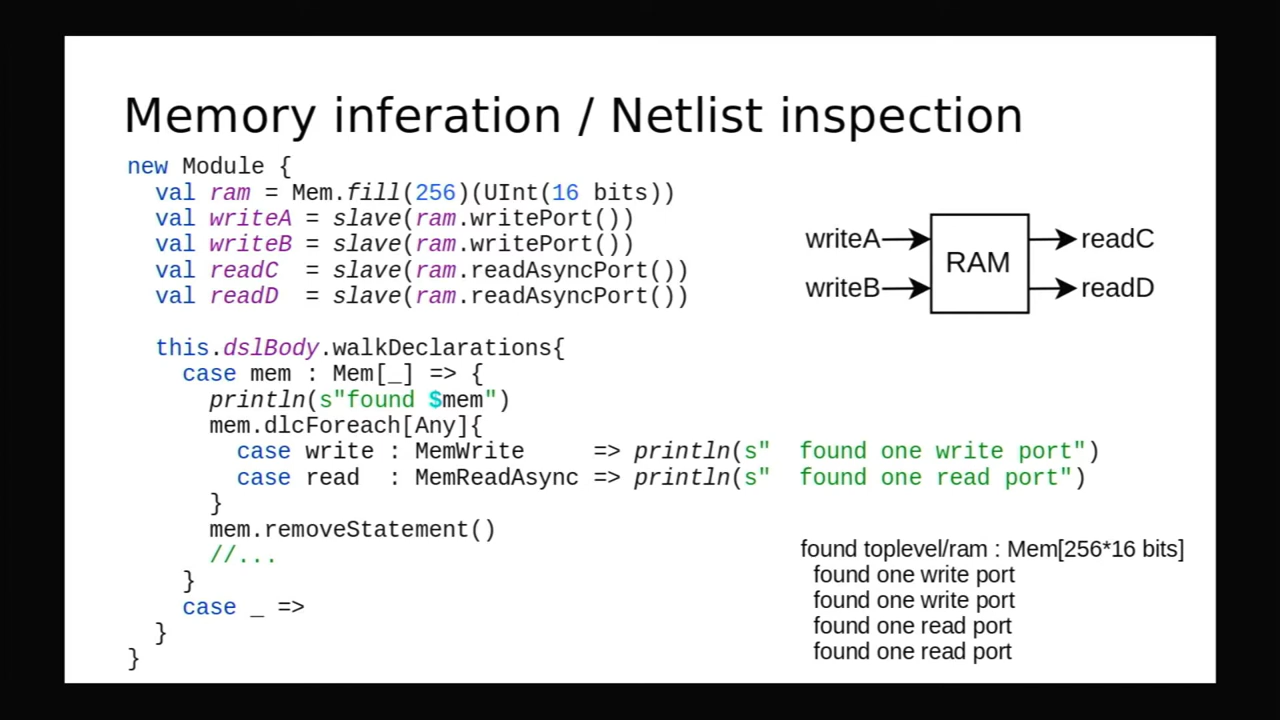 Memory inferation / Netlist inspection
new Module {
  val ram = Mem.fill(256)(UInt(16 bits))
  val writeA = slave(ram.writePort())
  val writeB = slave(ram.writePort())
  val readC  = slave(ram.readAsyncPort())
  val readD  = slave(ram.readAsyncPort())
  this.dslBody.walkDeclarations{
    case mem : Mem[_] => {
      println(s"found $mem")
      mem.dlcForeach[Any]{
        case write : MemWrite     => println(s"  found one write port")
        case read  : MemReadAsync => println(s"  found one read port")
      }
      mem.removeStatement()
      //...
    }
    case _ =>
  }
}
writeA
writeB
RAM
readC
readD
found toplevel/ram : Mem[256*16 bits]
  found one write port
  found one write port
  found one read port
  found one read port